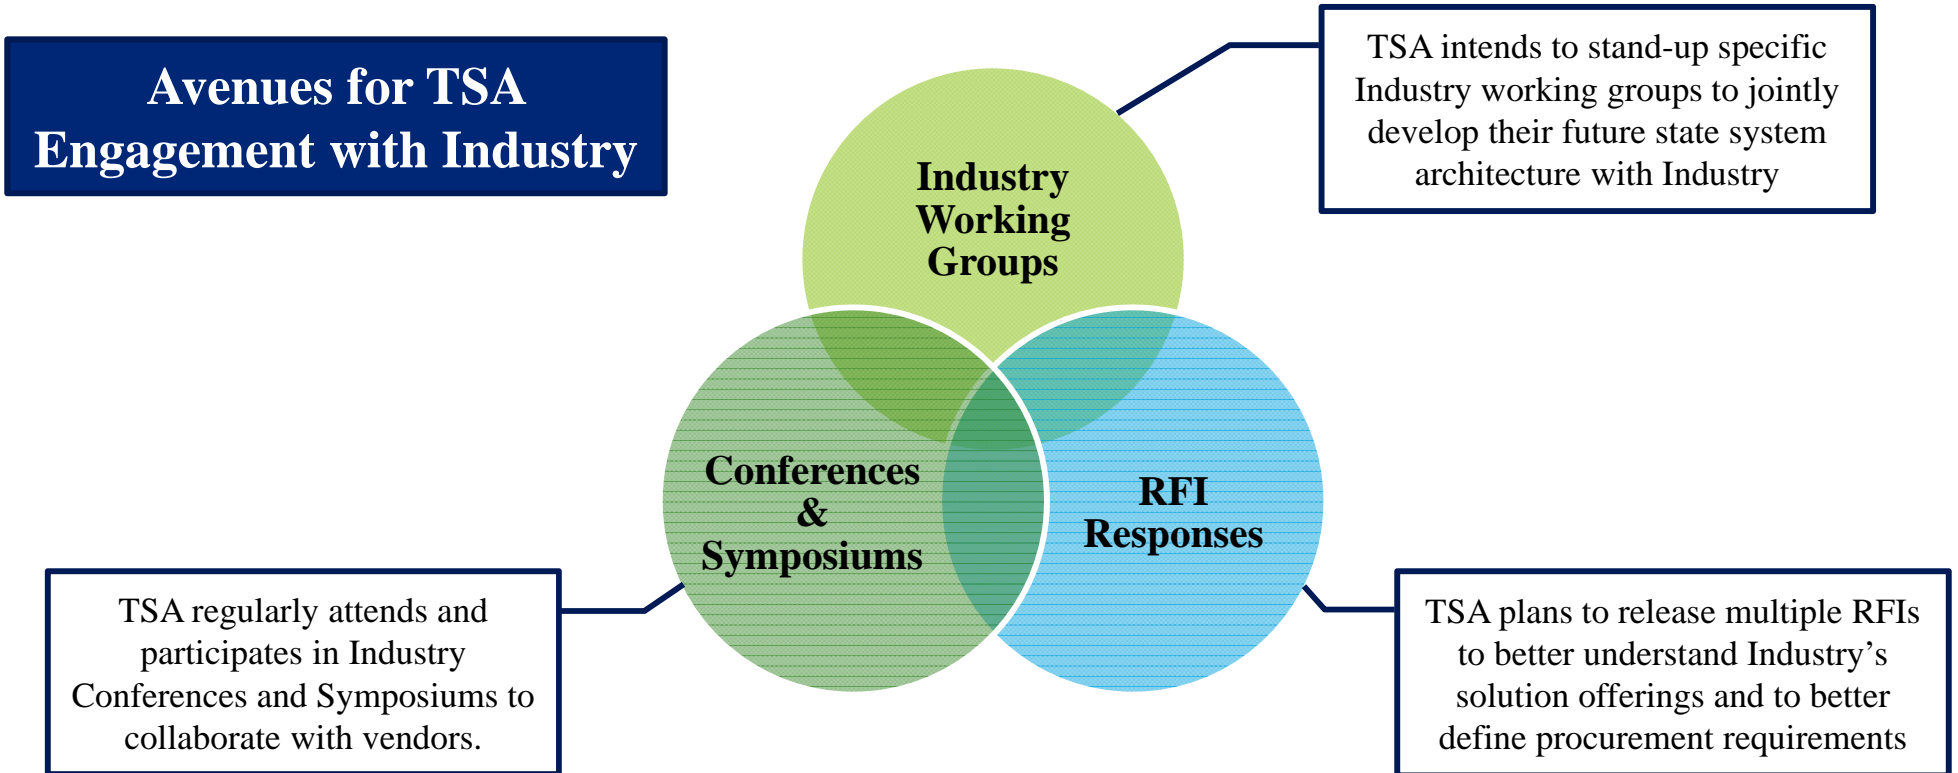 Avenues for TSA
Engagement with Industry
TSA intends to stand-up specific
Industry working groups to jointly
develop their future state system
architecture with Industry
Industry
Working
Groups
Conferences
&
Symposiums
RFI
Responses
TSA regularly attends and
participates in Industry
Conferences and Symposiums to
collaborate with vendors.
TSA plans to release multiple RFIs
to better understand Industry’s
solution offerings and to better
define procurement requirements